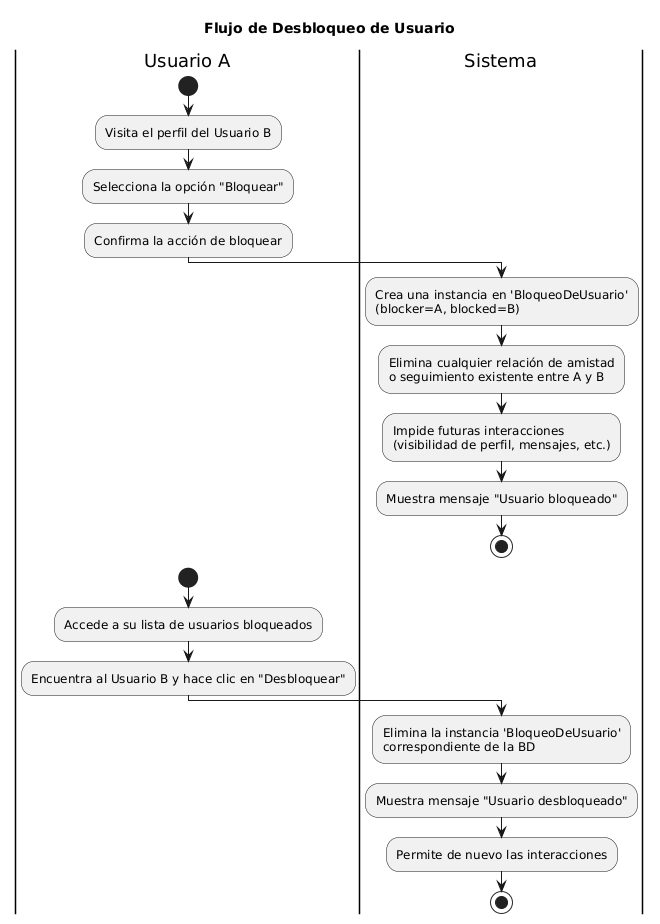 Flujo de Desbloqueo de Usuario
Usuario A
Sistema
Visita el perfil del Usuario B
Selecciona la opción "Bloquear"
Confirma la acción de bloquear
Crea una instancia en 'BloqueoDeUsuario'
(blocker=A, blocked=B)
Elimina cualquier relación de amistad
o seguimiento existente entre A y B
Impide futuras interacciones
(visibilidad de perfil, mensajes, etc.)
Muestra mensaje "Usuario bloqueado"
Accede a su lista de usuarios bloqueados
Encuentra al Usuario B y hace clic en "Desbloquear"
Elimina la instancia 'BloqueoDeUsuario'
correspondiente de la BD
Muestra mensaje "Usuario desbloqueado"
Permite de nuevo las interacciones